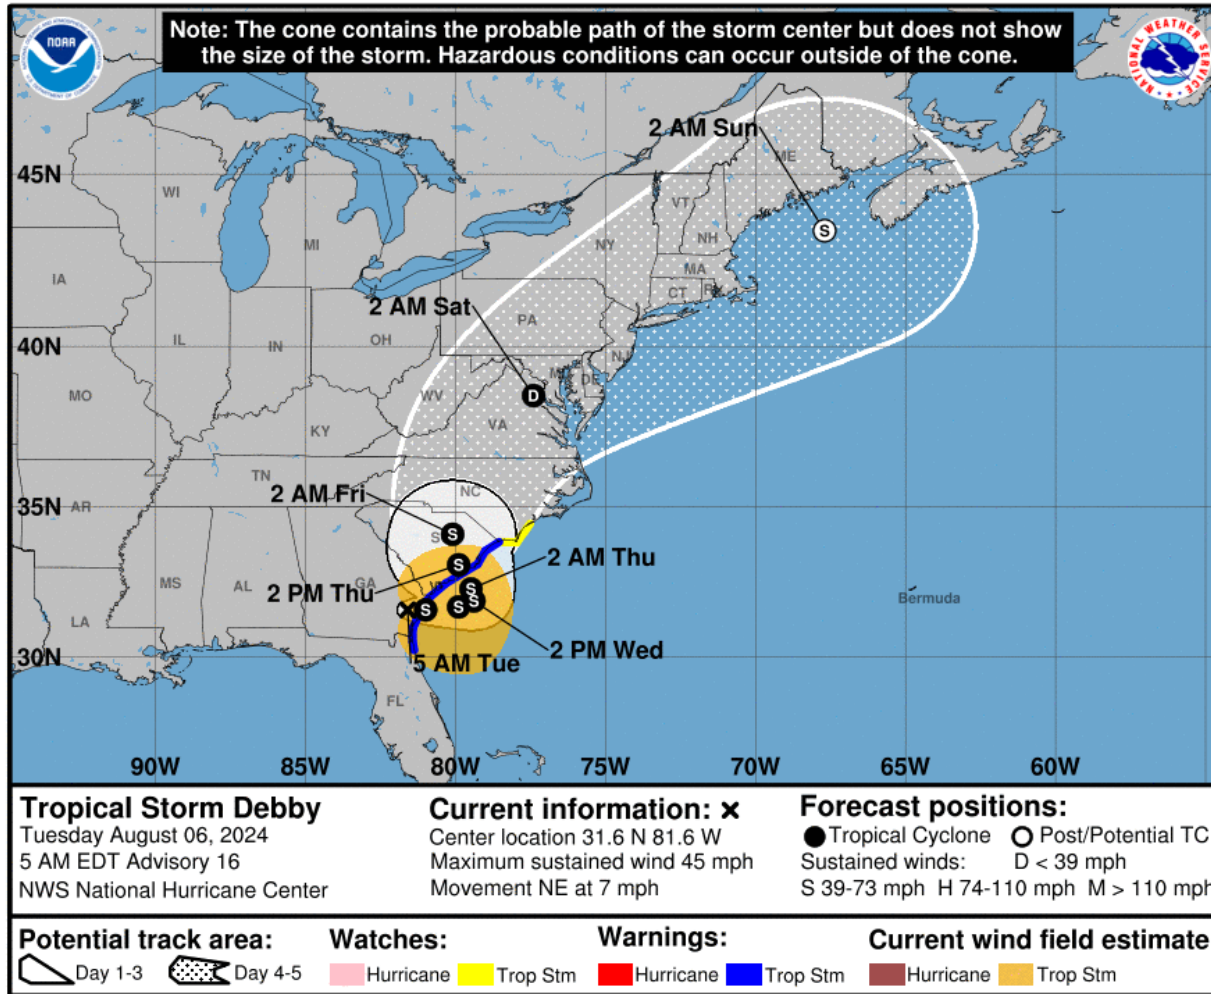 Note: The cone contains the probable path of the storm center but does not show
the size of the storm. Hazardous conditions can occur outside of the cone.
NOAA
NATIONAL WEATHER SERVICE
2 AM Sun
45N
ME
WI
VT
MI
NY
NH
MA
CT
IA
2 AM Sat
PA
40N
IL
IN
OH
NJ
DE
MO
WV
D
VA
KY
TN
2 AM Fri
NC
35N
AR
S
2 AM Thu
MS
AL
GA
2 PM Thu
S
S
S
S
S
Bermuda
LA
2 PM Wed
30N
5 AM Tue
FL
90W
85W
80W
75W
70W
65W
60W
S
Tropical Storm Debby
Tuesday August 06, 2024
5 AM EDT Advisory 16
NWS National Hurricane Center
Current information: x
Center location 31.6 N 81.6 W
Maximum sustained wind 45 mph
Movement NE at 7 mph
Forecast positions:
Tropical Cyclone Post/Potential TC
Sustained winds: D < 39 mph
S 39-73 mph H 74-110 mph M > 110 mph
Potential track area:
Day 1-3 Day 4-5
Watches:
Hurricane Trop Stm
Warnings:
Hurricane Trop Stm
Current wind field estimate
Hurricane Trop Stm